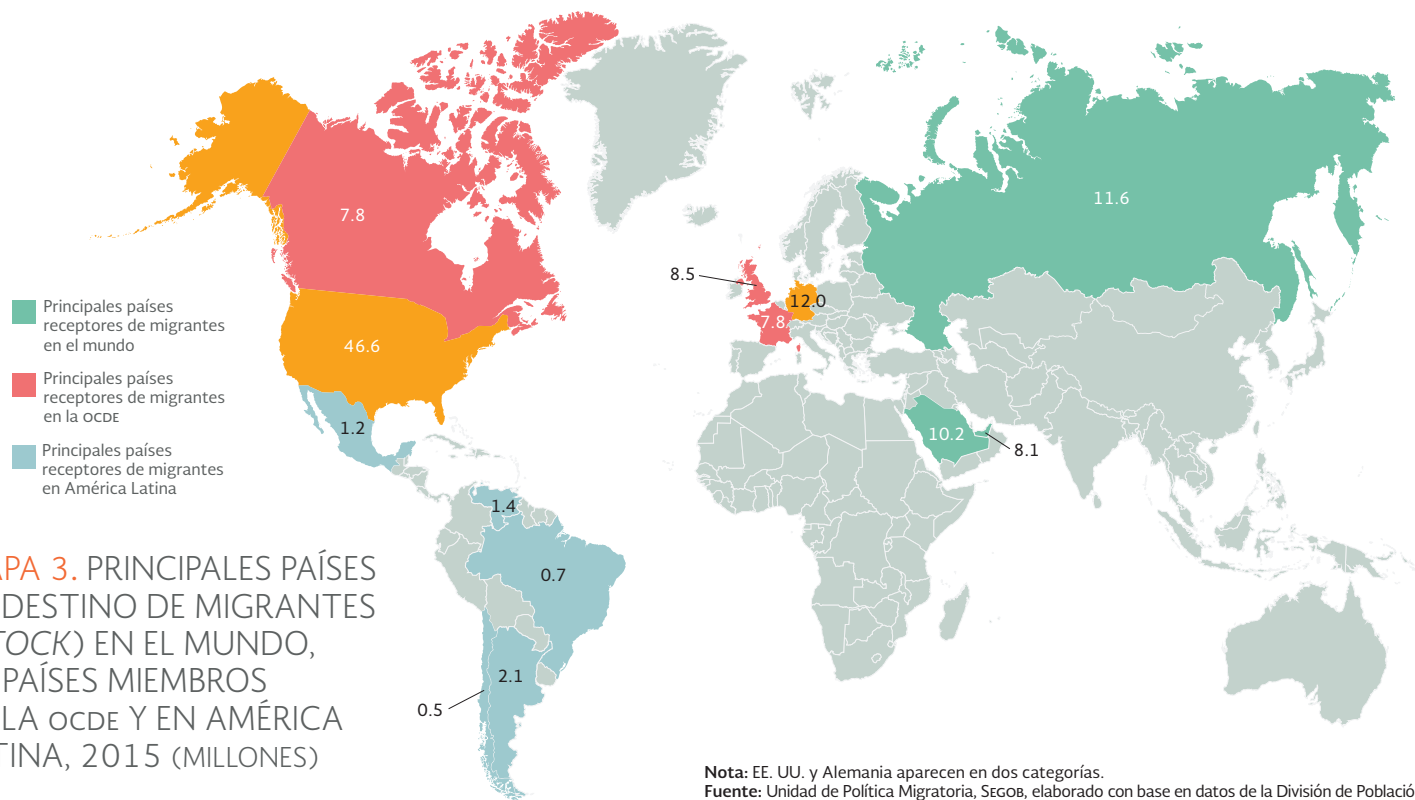 7.8
46.6
1.2
8.5
12.0
7.8
11.6
10.2
8.1
1.4
0.7
2.1
0.5
Principales países
receptores de migrantes
en el mundo
Principales países
receptores de migrantes
en la OCDE
Principales países
receptores de migrantes
en América Latina
APA 3. PRINCIPALES PAÍSES
DESTINO DE MIGRANTES
TOCK) EN EL MUNDO,
PAÍSES MIEMBROS
LA OCDE Y EN AMÉRICA
TINA, 2015 (MILLONES)
Nota: EE. UU. y Alemania aparecen en dos categorías.
Fuente: Unidad de Política Migratoria, SEGOB, elaborado con base en datos de la División de Població